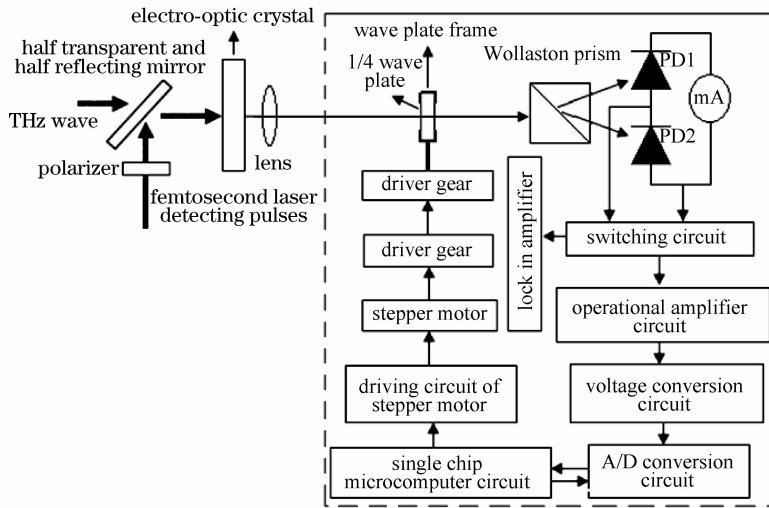 electro-optic crystal
half transparent and
half reflecting mirror
THz wave
polarizer
femtosecond laser
detecting pulses
lens
wave plate frame
1/4 wave
plate
Wollaston prism
PD1
mA
PD2
driver gear
driver gear
stepper motor
driving circuit of
stepper motor
single chip
microcomputer circuit
lock in amplifier
switching circuit
operational amplifier
circuit
voltage conversion
circuit
A/D conversion
circuit